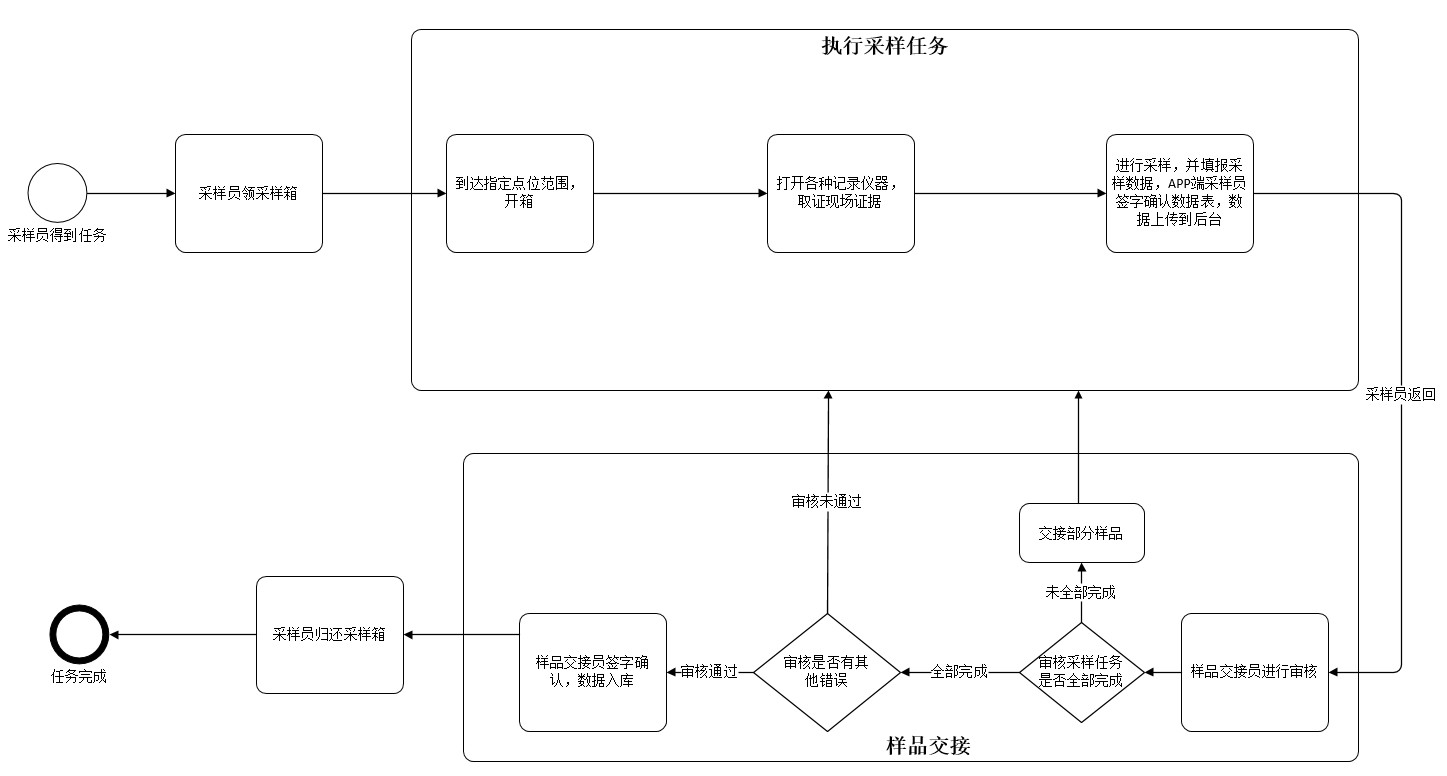 执行采样任务
采样员得到任务
采样员领采样箱
到达指定点位范围，
开箱
打开各种记录仪器，
取证现场证据
进行采样，并填报采
样数据，APP端采样员
签字确认数据表，数
据上传到后台
采样员返回
审核未通过
交接部分样品
未全部完成
任务完成
采样员归还采样箱
样品交接员签字确
认，数据入库
审核通过
审核是否有其
他错误
全部完成
审核采样任务
是否全部完成
样品交接员进行审核
样品交接